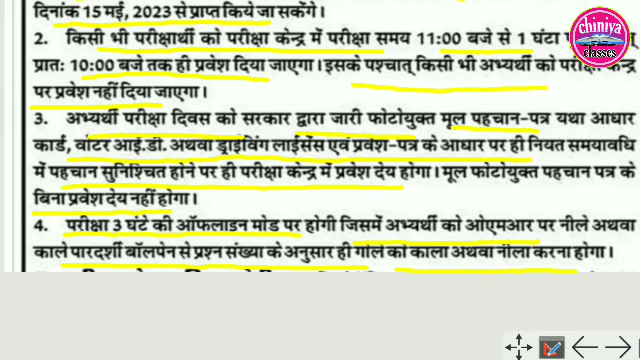 दिनांक 15 मई, 2023 से प्राप्त किये जा सकेंगे।
chiniya
classes
2. किसी भी परीक्षार्थी को परीक्षा केन्द्र में परीक्षा समय 11:00 बजे से 1 घंटा
प्रातः 10:00 बजे तक ही प्रवेश दिया जाएगा। इसके पश्चात् किसी भी अभ्यर्थी को परीक्षा केन्द्र
पर प्रवेश नहीं दिया जाएगा।
3. अभ्यर्थी परीक्षा दिवस को सरकार द्वारा जारी फोटोयुक्त मूल पहचान-पत्र यथा आधार
कार्ड, वोटर आई.डी. अथवा ड्राईविंग लाईसेंस एवं प्रवेश-पत्र के आधार पर ही नियत समयावधि
में पहचान सुनिश्चित होने पर ही परीक्षा केन्द्र में प्रवेश देय होगा। मूल फोटोयुक्त पहचान पत्र के
बिना प्रवेश देय नहीं होगा।
4. परीक्षा 3 घंटे की ऑफलाइन मोड पर होगी जिसमें अभ्यर्थी को ओएमआर पर नीले अथवा
काले पारदर्शी बॉलपेन से प्रश्न संख्या के अनुसार ही गोले को काला अथवा नीला करना होगा।